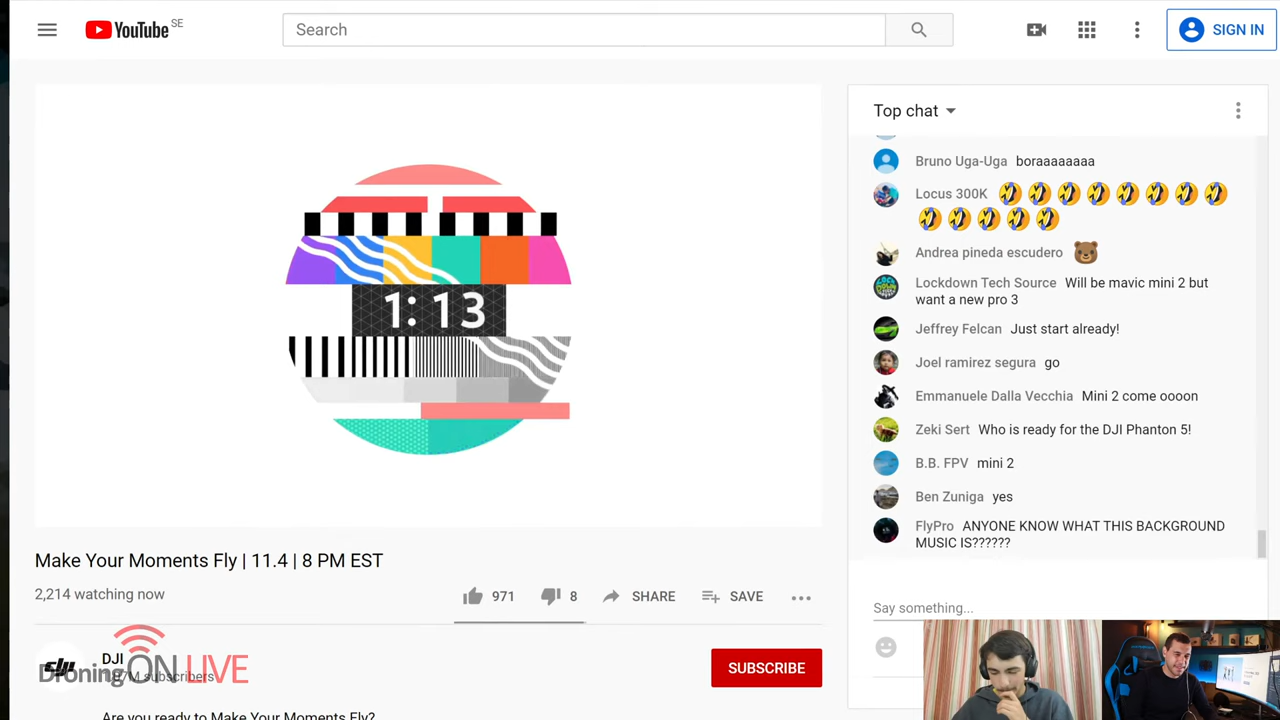 YouTube SE
Search
SIGN IN
1:13
Make Your Moments Fly | 11.4 | 8 PM EST
2,214 watching now
971
8
SHARE
SAVE
DJI
subscribers
DroningON LIVE
SUBSCRIBE
Are you ready to Make Your Moments Fly?
Top chat
Bruno Uga-Uga boraaaaaaaa
Locus 300K
Andrea pineda escudero
Lockdown Tech Source Will be mavic mini 2 but
want a new pro 3
Jeffrey Felcan Just start already!
Joel ramirez segura go
Emmanuele Dalla Vecchia Mini 2 come ooooon
Zeki Sert Who is ready for the DJI Phanton 5!
B.B. FPV mini 2
Ben Zuniga yes
FlyPro ANYONE KNOW WHAT THIS BACKGROUND
MUSIC IS??????
Say something...